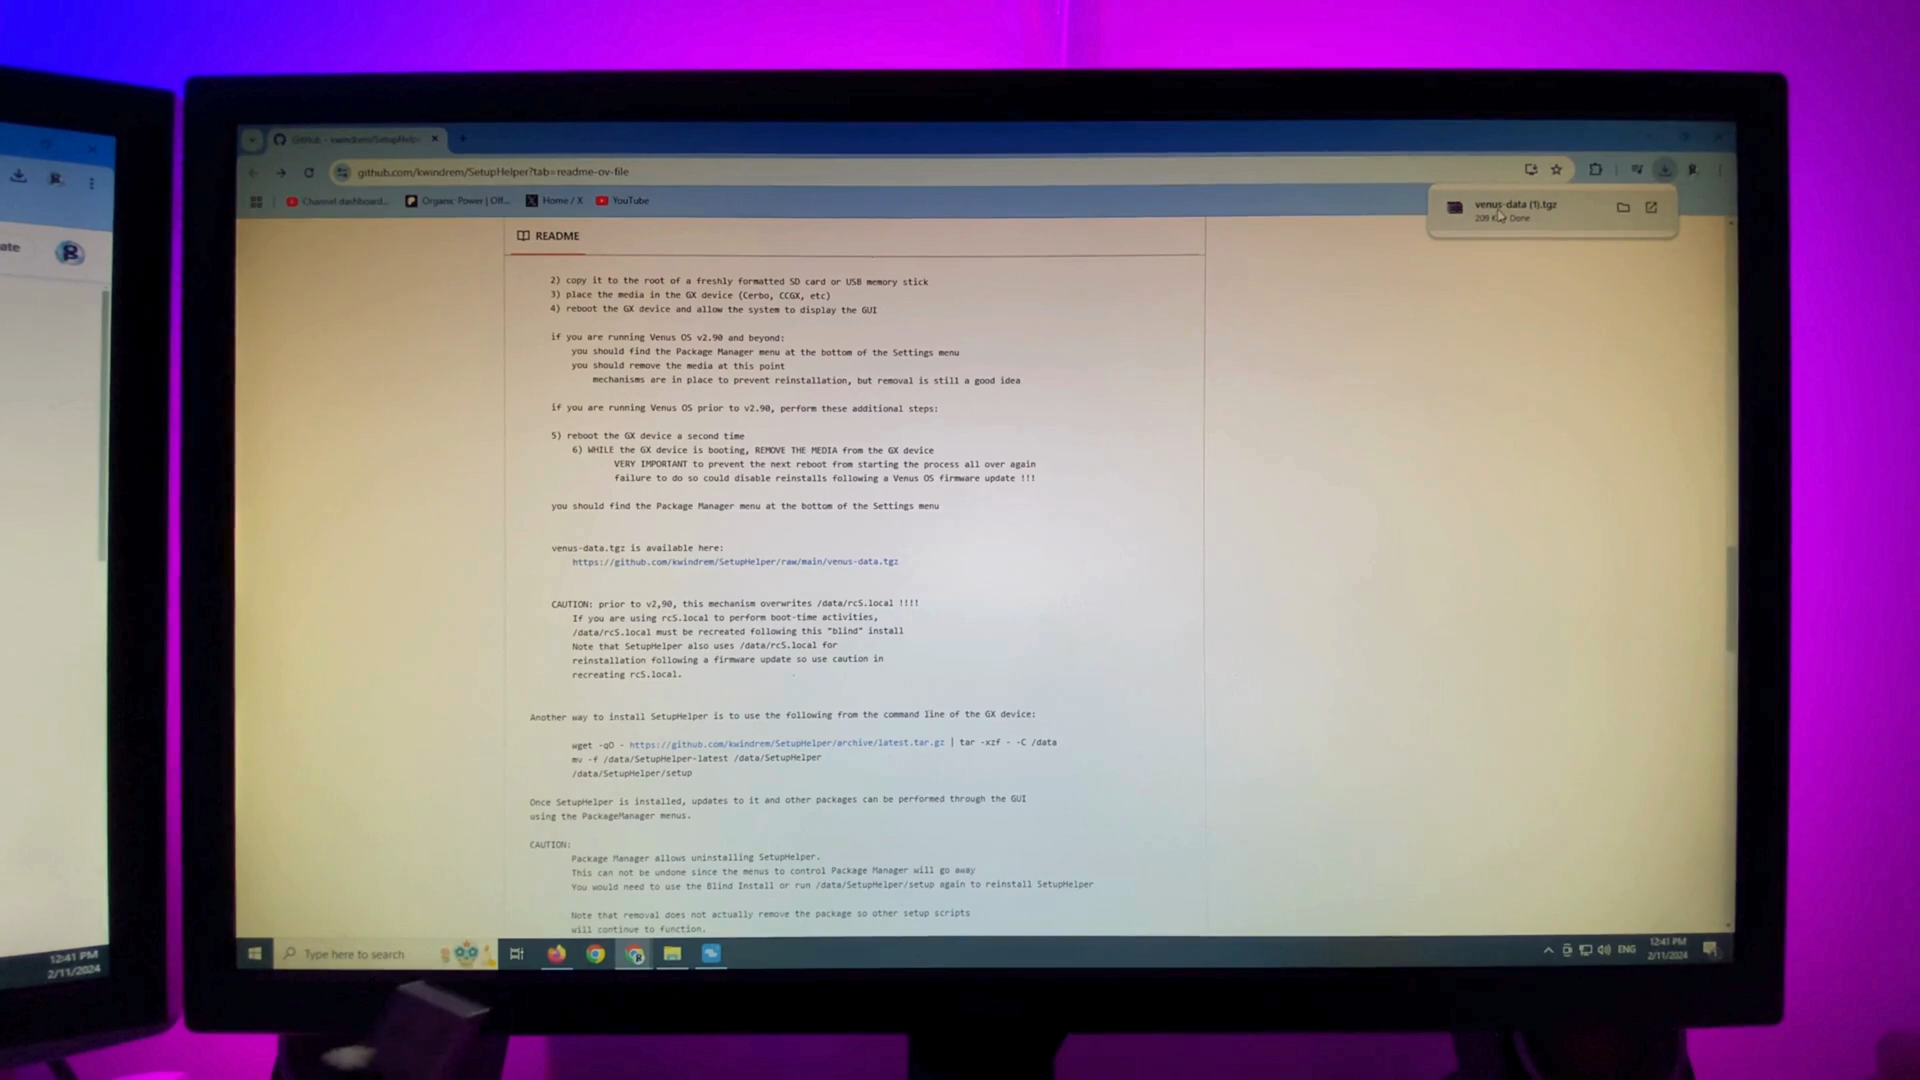 GitHub - kwindrem/SetupHelp
github.com/kwindrem/SetupHelper?tab=readme-ov-file
Channel dashboard...
Organic Power | Off...
Home / X
YouTube
venus-data (1).tgz
Done
ate
README
2) copy it to the root of a freshly formatted SD card or USB memory stick
3) place the media in the GX device (Cerbo, CCGX, etc)
4) reboot the GX device and allow the system to display the GUI
if you are running Venus OS v2.90 and beyond:
you should find the Package Manager menu at the bottom of the Settings menu
you should remove the media at this point
mechanisms are in place to prevent reinstallation, but removal is still a good idea
if you are running Venus OS prior to v2.90, perform these additional steps:
5) reboot the GX device a second time
6) WHILE the GX device is booting, REMOVE THE MEDIA from the GX device
VERY IMPORTANT to prevent the next reboot from starting the process all over again
failure to do so could disable reinstalls following a Venus OS firmware update !!!
you should find the Package Manager menu at the bottom of the Settings menu
venus-data.tgz is available here:
https://github.com/kwindrem/SetupHelper/raw/main/venus-data.tgz
CAUTION: prior to v2,90, this mechanism overwrites /data/rcS.local !!!!
If you are using rcS.local to perform boot-time activities,
/data/rcS.local must be recreated following this "blind" install
Note that SetupHelper also uses /data/rcS.local for
reinstallation following a firmware update so use caution in
recreating rcS.local.
Another way to install SetupHelper is to use the following from the command line of the GX device:
wget -qO - https://github.com/kwindrem/SetupHelper/archive/latest.tar.gz | tar -xzf - -C /data
mv -f /data/SetupHelper-latest /data/SetupHelper
/data/SetupHelper/setup
Once SetupHelper is installed, updates to it and other packages can be performed through the GUI
using the PackageManager menus.
CAUTION:
Package Manager allows uninstalling SetupHelper.
This can not be undone since the menus to control Package Manager will go away
You would need to use the Blind Install or run /data/SetupHelper/setup again to reinstall SetupHelper
Note that removal does not actually remove the package so other setup scripts
will continue to function.
Type here to search
ENG
12:41 PM
2/11/2024
12:41 PM
2/11/2024